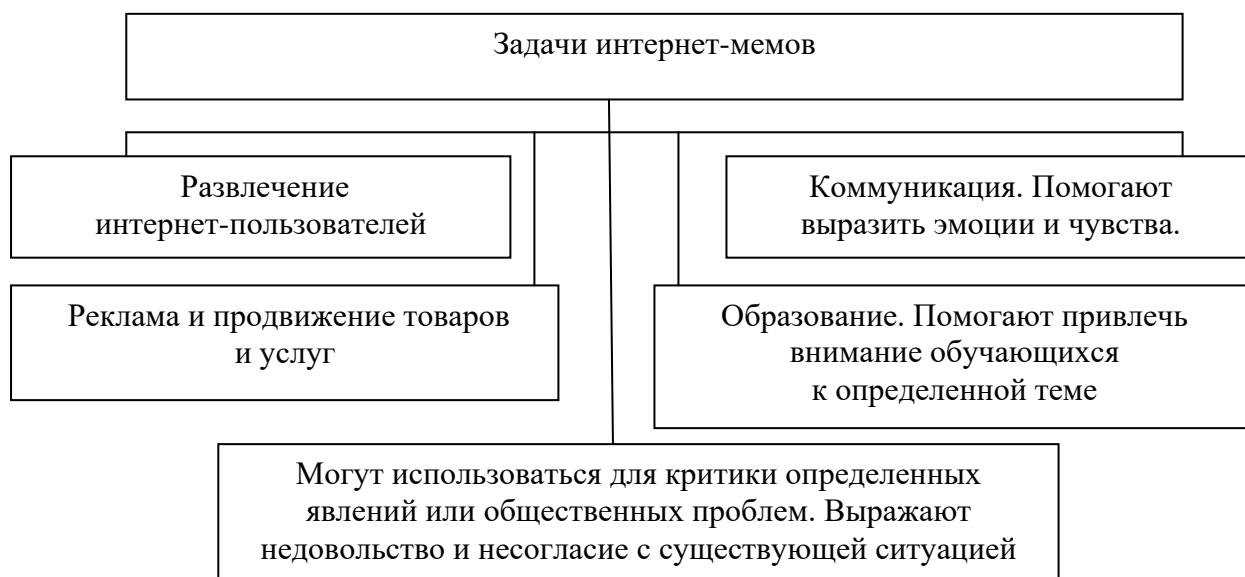 Задачи интернет-мемов
Развлечение
интернет-пользователей
Коммуникация. Помогают
выразить эмоции и чувства.
Реклама и продвижение товаров
и услуг
Образование. Помогают привлечь
внимание обучающихся
к определенной теме
Могут использоваться для критики определенных
явлений или общественных проблем. Выражают
недовольство и несогласие с существующей ситуацией